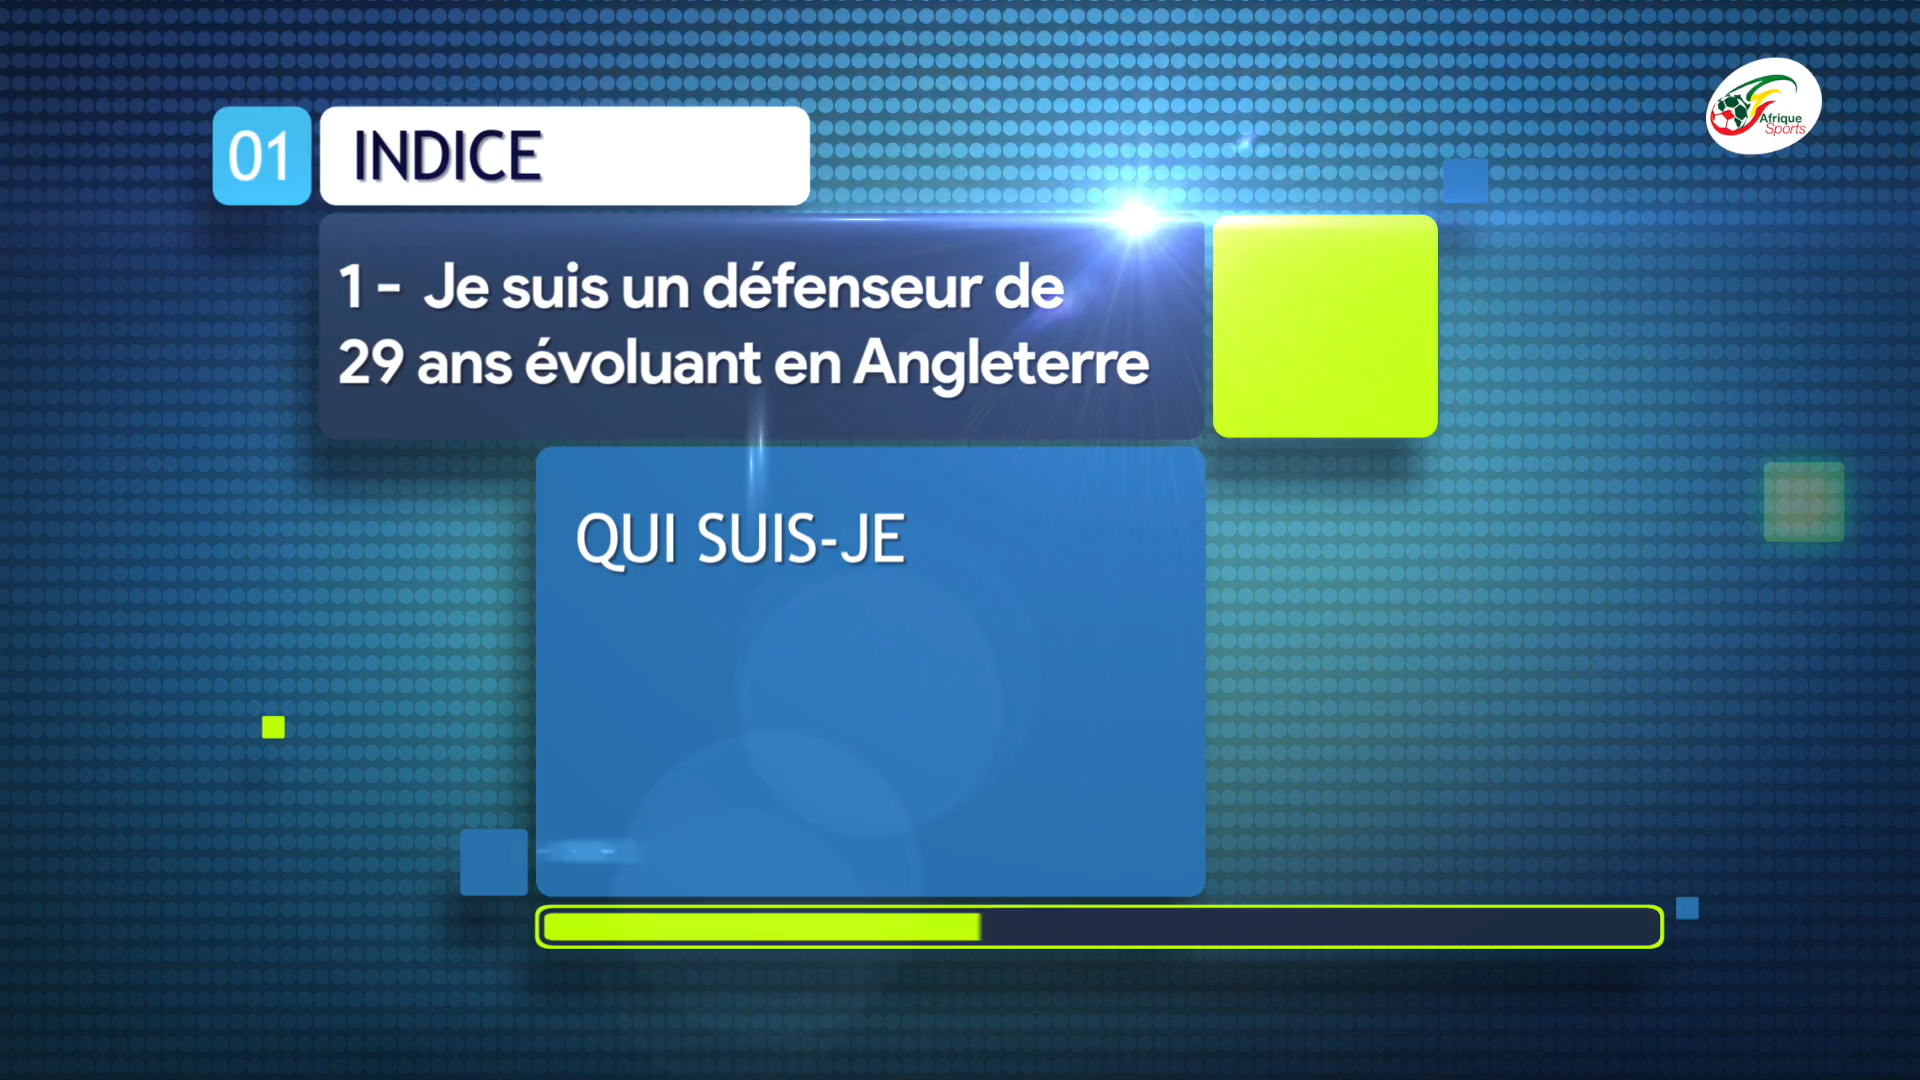 Afrique
Sports
01 INDICE
1 - Je suis un défenseur de
29 ans évoluant en Angleterre
QUI SUIS-JE